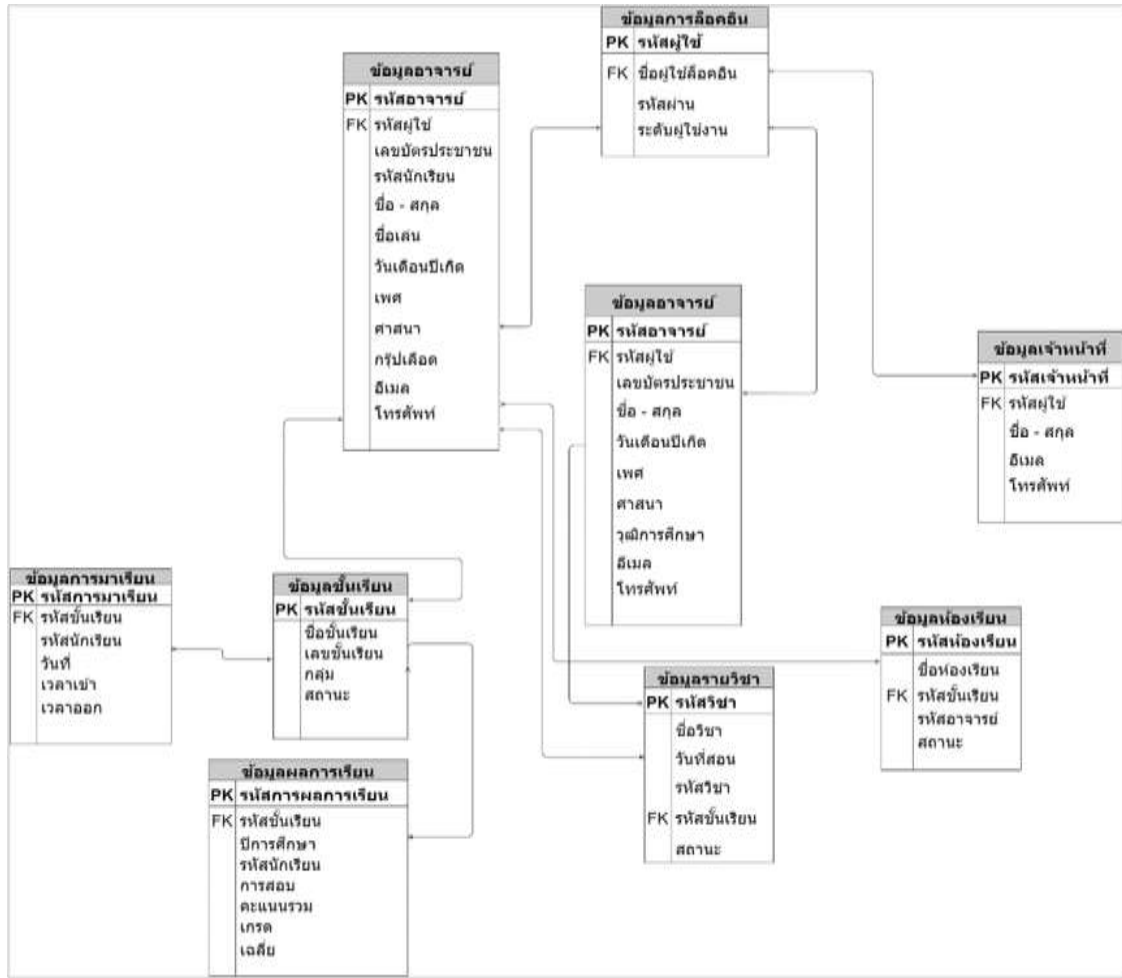 ข้อมูลการล็อคอิน
PK รหัสผู้ใช้
FK ชื่อผู้ใช้ล็อคอิน
รหัสผ่าน
ระดับผู้ใช้งาน
ข้อมูลอาจารย์
PK รหัสอาจารย์
FK รหัสผู้ใช้
เลขบัตรประชาชน
รหัสนักเรียน
ชื่อ - สกุล
ชื่อเล่น
วันเดือนปีเกิด
เพศ
ศาสนา
กรุ๊ปเลือด
อีเมล
โทรศัพท์
ข้อมูลอาจารย์
PK รหัสอาจารย์
FK รหัสผู้ใช้
เลขบัตรประชาชน
ชื่อ - สกุล
วันเดือนปีเกิด
เพศ
ศาสนา
วุฒิการศึกษา
อีเมล
โทรศัพท์
ข้อมูลเจ้าหน้าที่
PK รหัสเจ้าหน้าที่
FK รหัสผู้ใช้
ชื่อ - สกุล
อีเมล
โทรศัพท์
ข้อมูลการมาเรียน
PK รหัสการมาเรียน
FK รหัสชั้นเรียน
รหัสนักเรียน
วันที่
เวลาเข้า
เวลาออก
ข้อมูลชั้นเรียน
PK รหัสชั้นเรียน
ชื่อชั้นเรียน
เลขชั้นเรียน
กลุ่ม
สถานะ
ข้อมูลห้องเรียน
PK รหัสห้องเรียน
ชื่อห้องเรียน
FK รหัสชั้นเรียน
รหัสอาจารย์
สถานะ
ข้อมูลรายวิชา
PK รหัสวิชา
ชื่อวิชา
วันที่สอน
รหัสวิชา
FK รหัสชั้นเรียน
สถานะ
ข้อมูลผลการเรียน
PK รหัสการผลการเรียน
FK รหัสชั้นเรียน
ปีการศึกษา
รหัสนักเรียน
การสอบ
คะแนนรวม
เกรด
เฉลี่ย